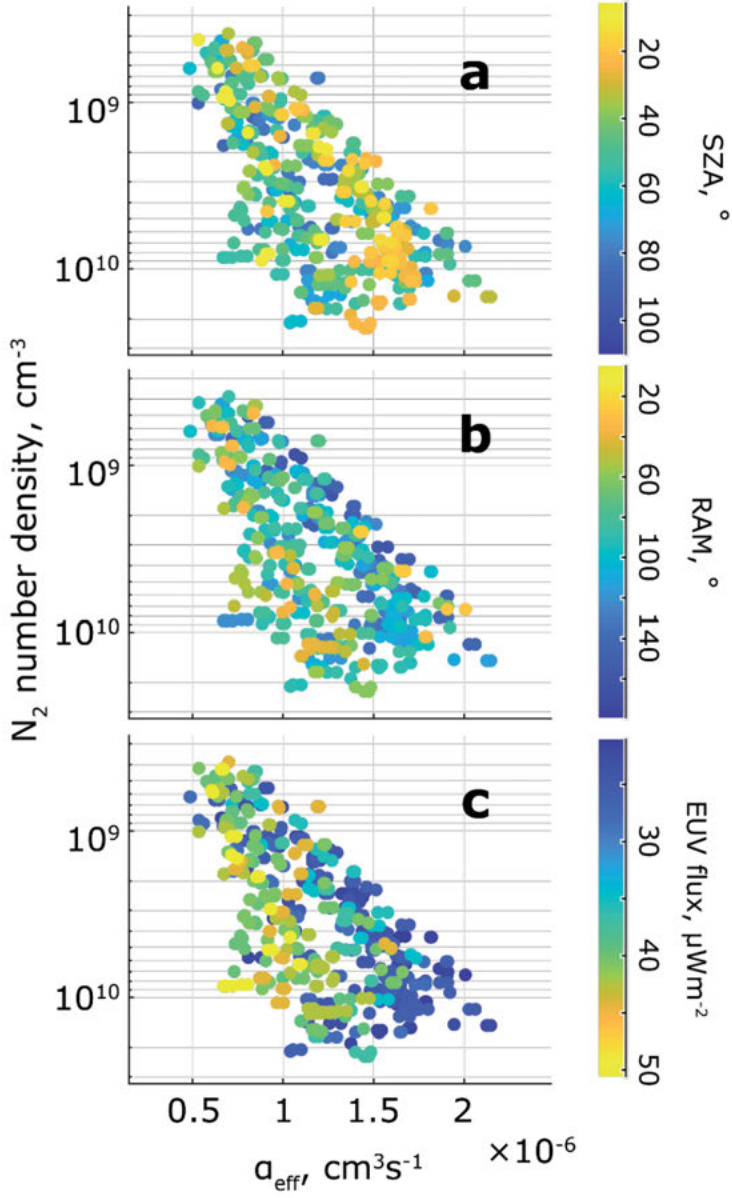 a
10⁹
10¹⁰
20
40
60
80
100
SZA, °
b
10⁹
10¹⁰
20
60
100
140
RAM, °
c
10⁹
10¹⁰
30
40
50
EUV flux, µWm⁻²
N₂ number density, cm⁻³
0.5 1 1.5 2
×10⁻⁶
α_eff, cm³s⁻¹